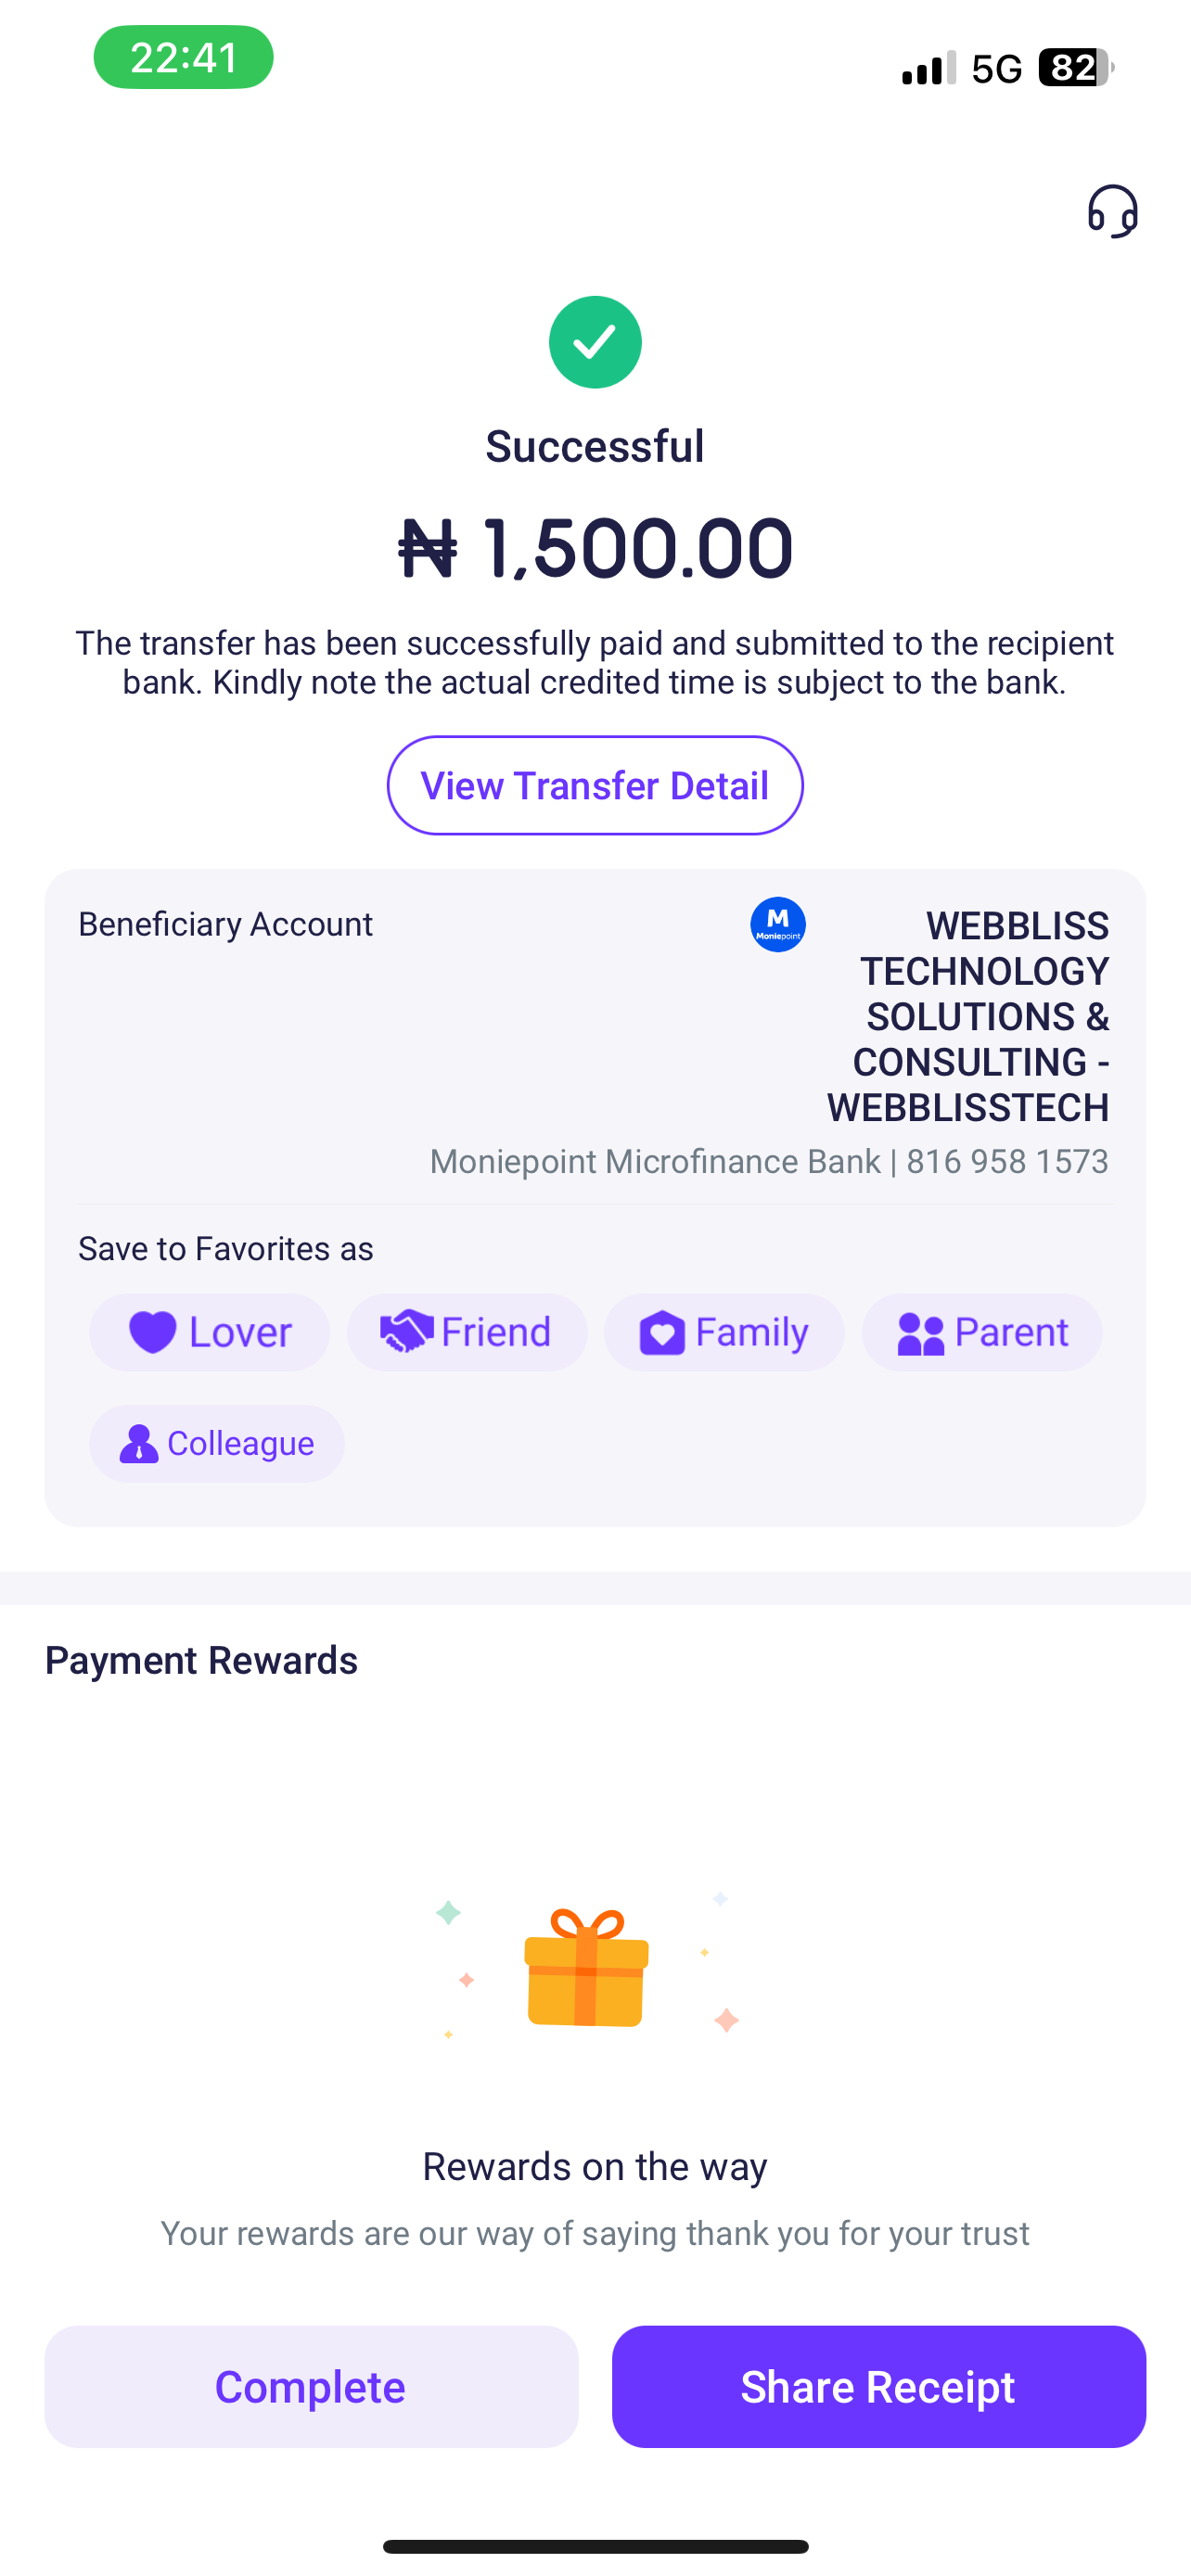 22:41
5G 82
Successful
₦ 1,500.00
The transfer has been successfully paid and submitted to the recipient
bank. Kindly note the actual credited time is subject to the bank.
View Transfer Detail
Beneficiary Account
M
Moniepoint
WEBBLISS
TECHNOLOGY
SOLUTIONS &
CONSULTING -
WEBBLISSTECH
Moniepoint Microfinance Bank | 816 958 1573
Save to Favorites as
Lover Friend Family Parent
Colleague
Payment Rewards
Rewards on the way
Your rewards are our way of saying thank you for your trust
Complete Share Receipt